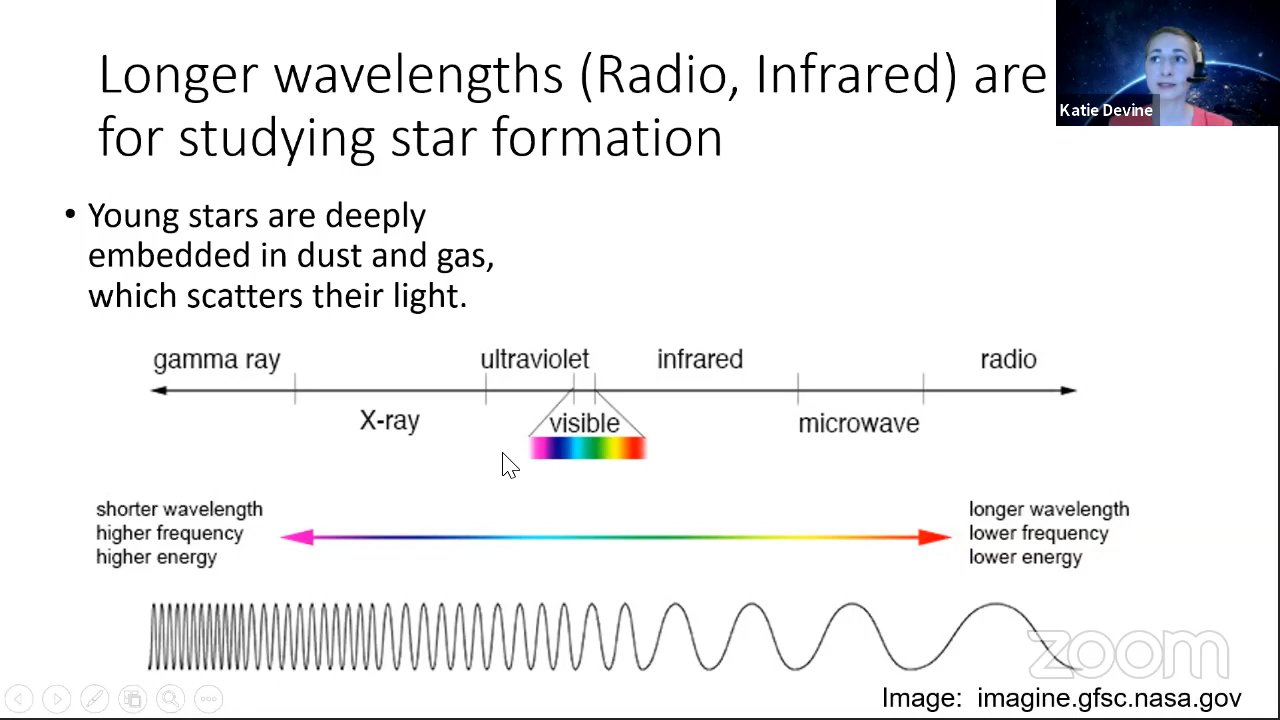 Longer wavelengths (Radio, Infrared) are
for studying star formation
Katie Devine
• Young stars are deeply
embedded in dust and gas,
which scatters their light.
gamma ray
ultraviolet
infrared
radio
X-ray
visible
microwave
shorter wavelength
higher frequency
higher energy
longer wavelength
lower frequency
lower energy
zoom
Image: imagine.gfsc.nasa.gov